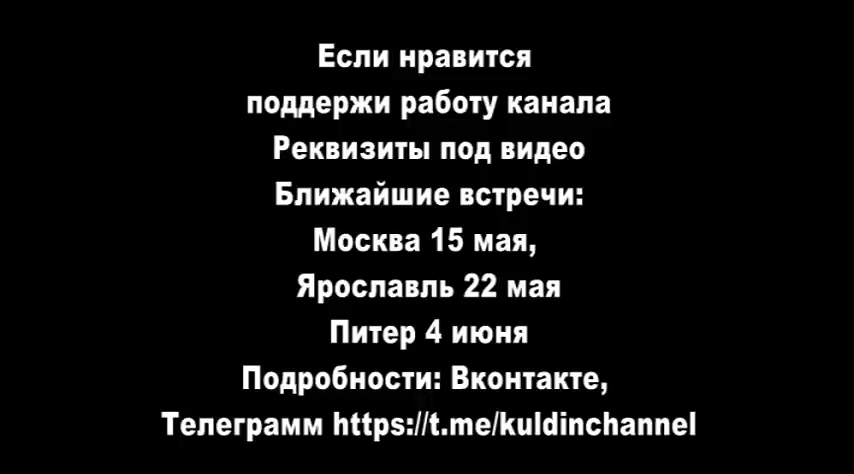 Если нравится
поддержи работу канала
Реквизиты под видео
Ближайшие встречи:
Москва 15 мая,
Ярославль 22 мая
Питер 4 июня
Подробности: Вконтакте,
Телеграмм https://t.me/kuldinchannel